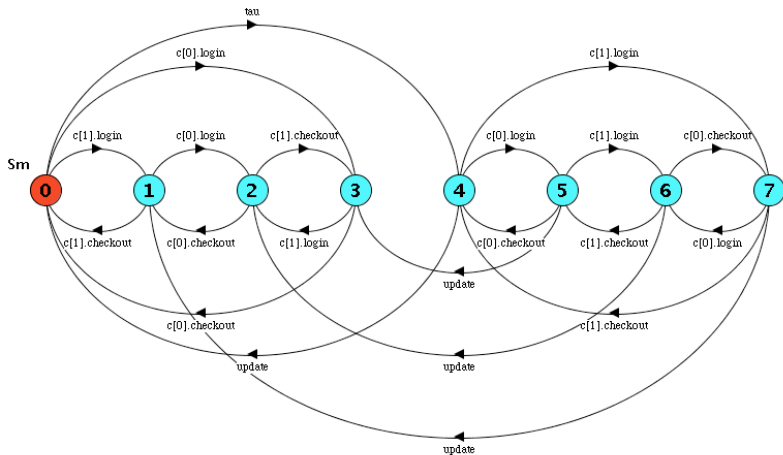 tau
c[0].login
c[1].login
c[1].login
c[0].login
c[1].checkout
c[0].login
c[1].login
c[0].checkout
Sm
0
1
2
3
4
5
6
7
c[1].checkout
c[0].checkout
c[1].login
c[0].checkout
c[1].checkout
c[0].login
update
c[0].checkout
c[1].checkout
update
update
update